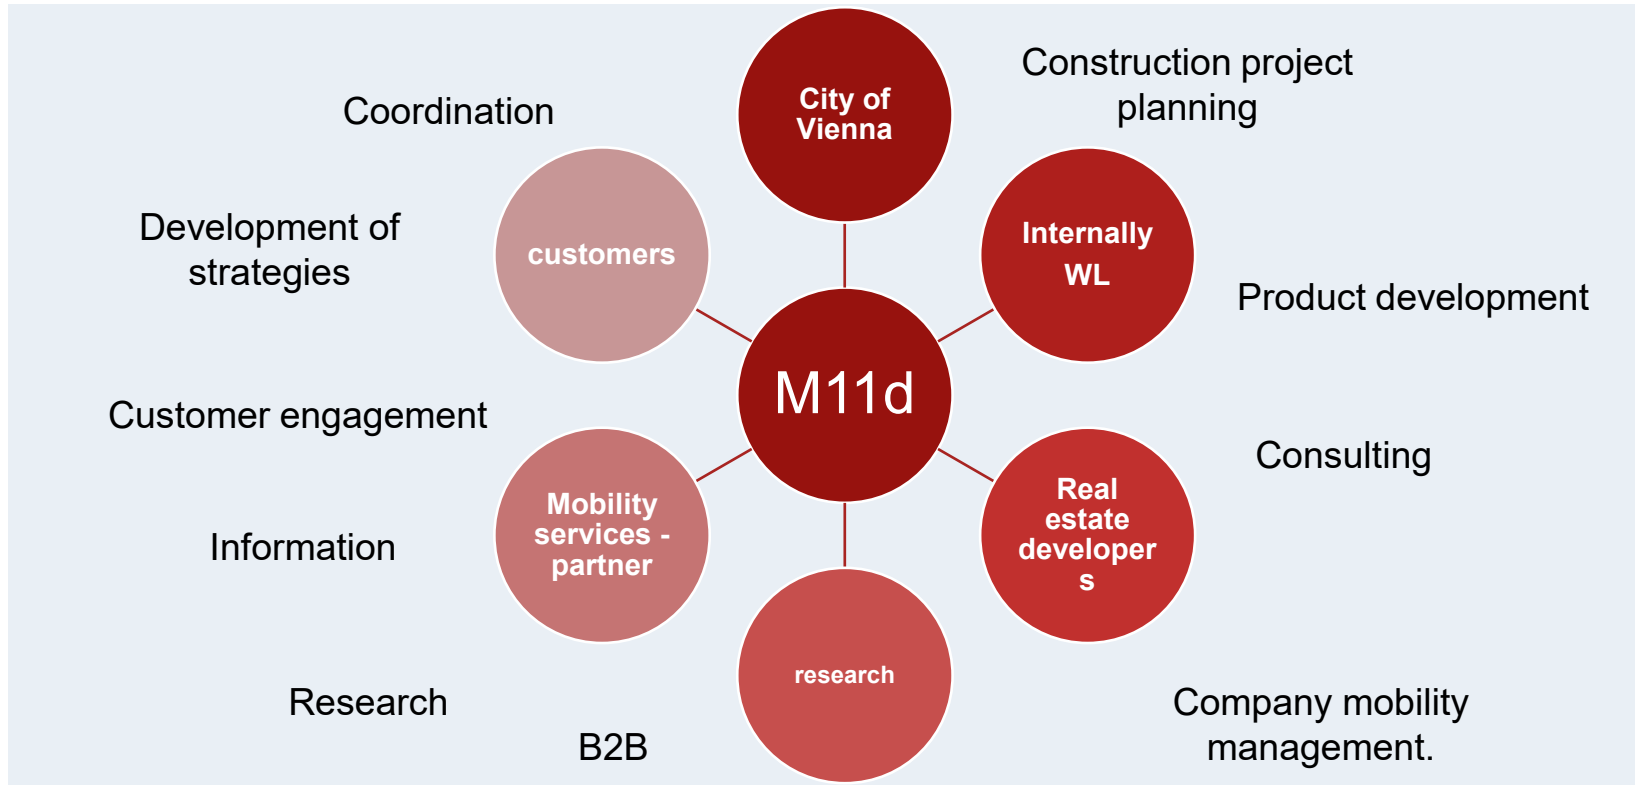 Construction project
planning
City of
Vienna
Coordination
Development of
strategies
customers
Internally
WL
Product development
M11d
Customer engagement
Consulting
Mobility
services -
partner
Real
estate
developer
s
Information
research
Research
B2B
Company mobility
management.